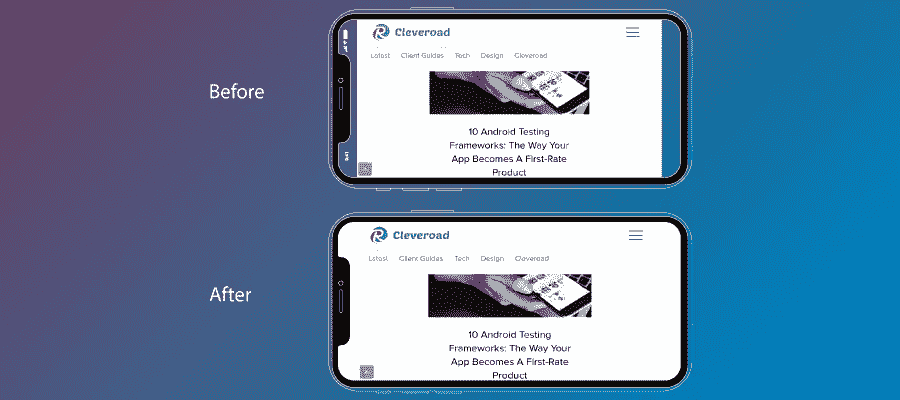 Before
Cleveroad
Latest Client Guides Tech Design Cleveroad
10 Android Testing
Frameworks: The Way Your
App Becomes A First-Rate
Product
After
Cleveroad
Latest Client Guides Tech Design Cleveroad
10 Android Testing
Frameworks: The Way Your
App Becomes A First-Rate
Product